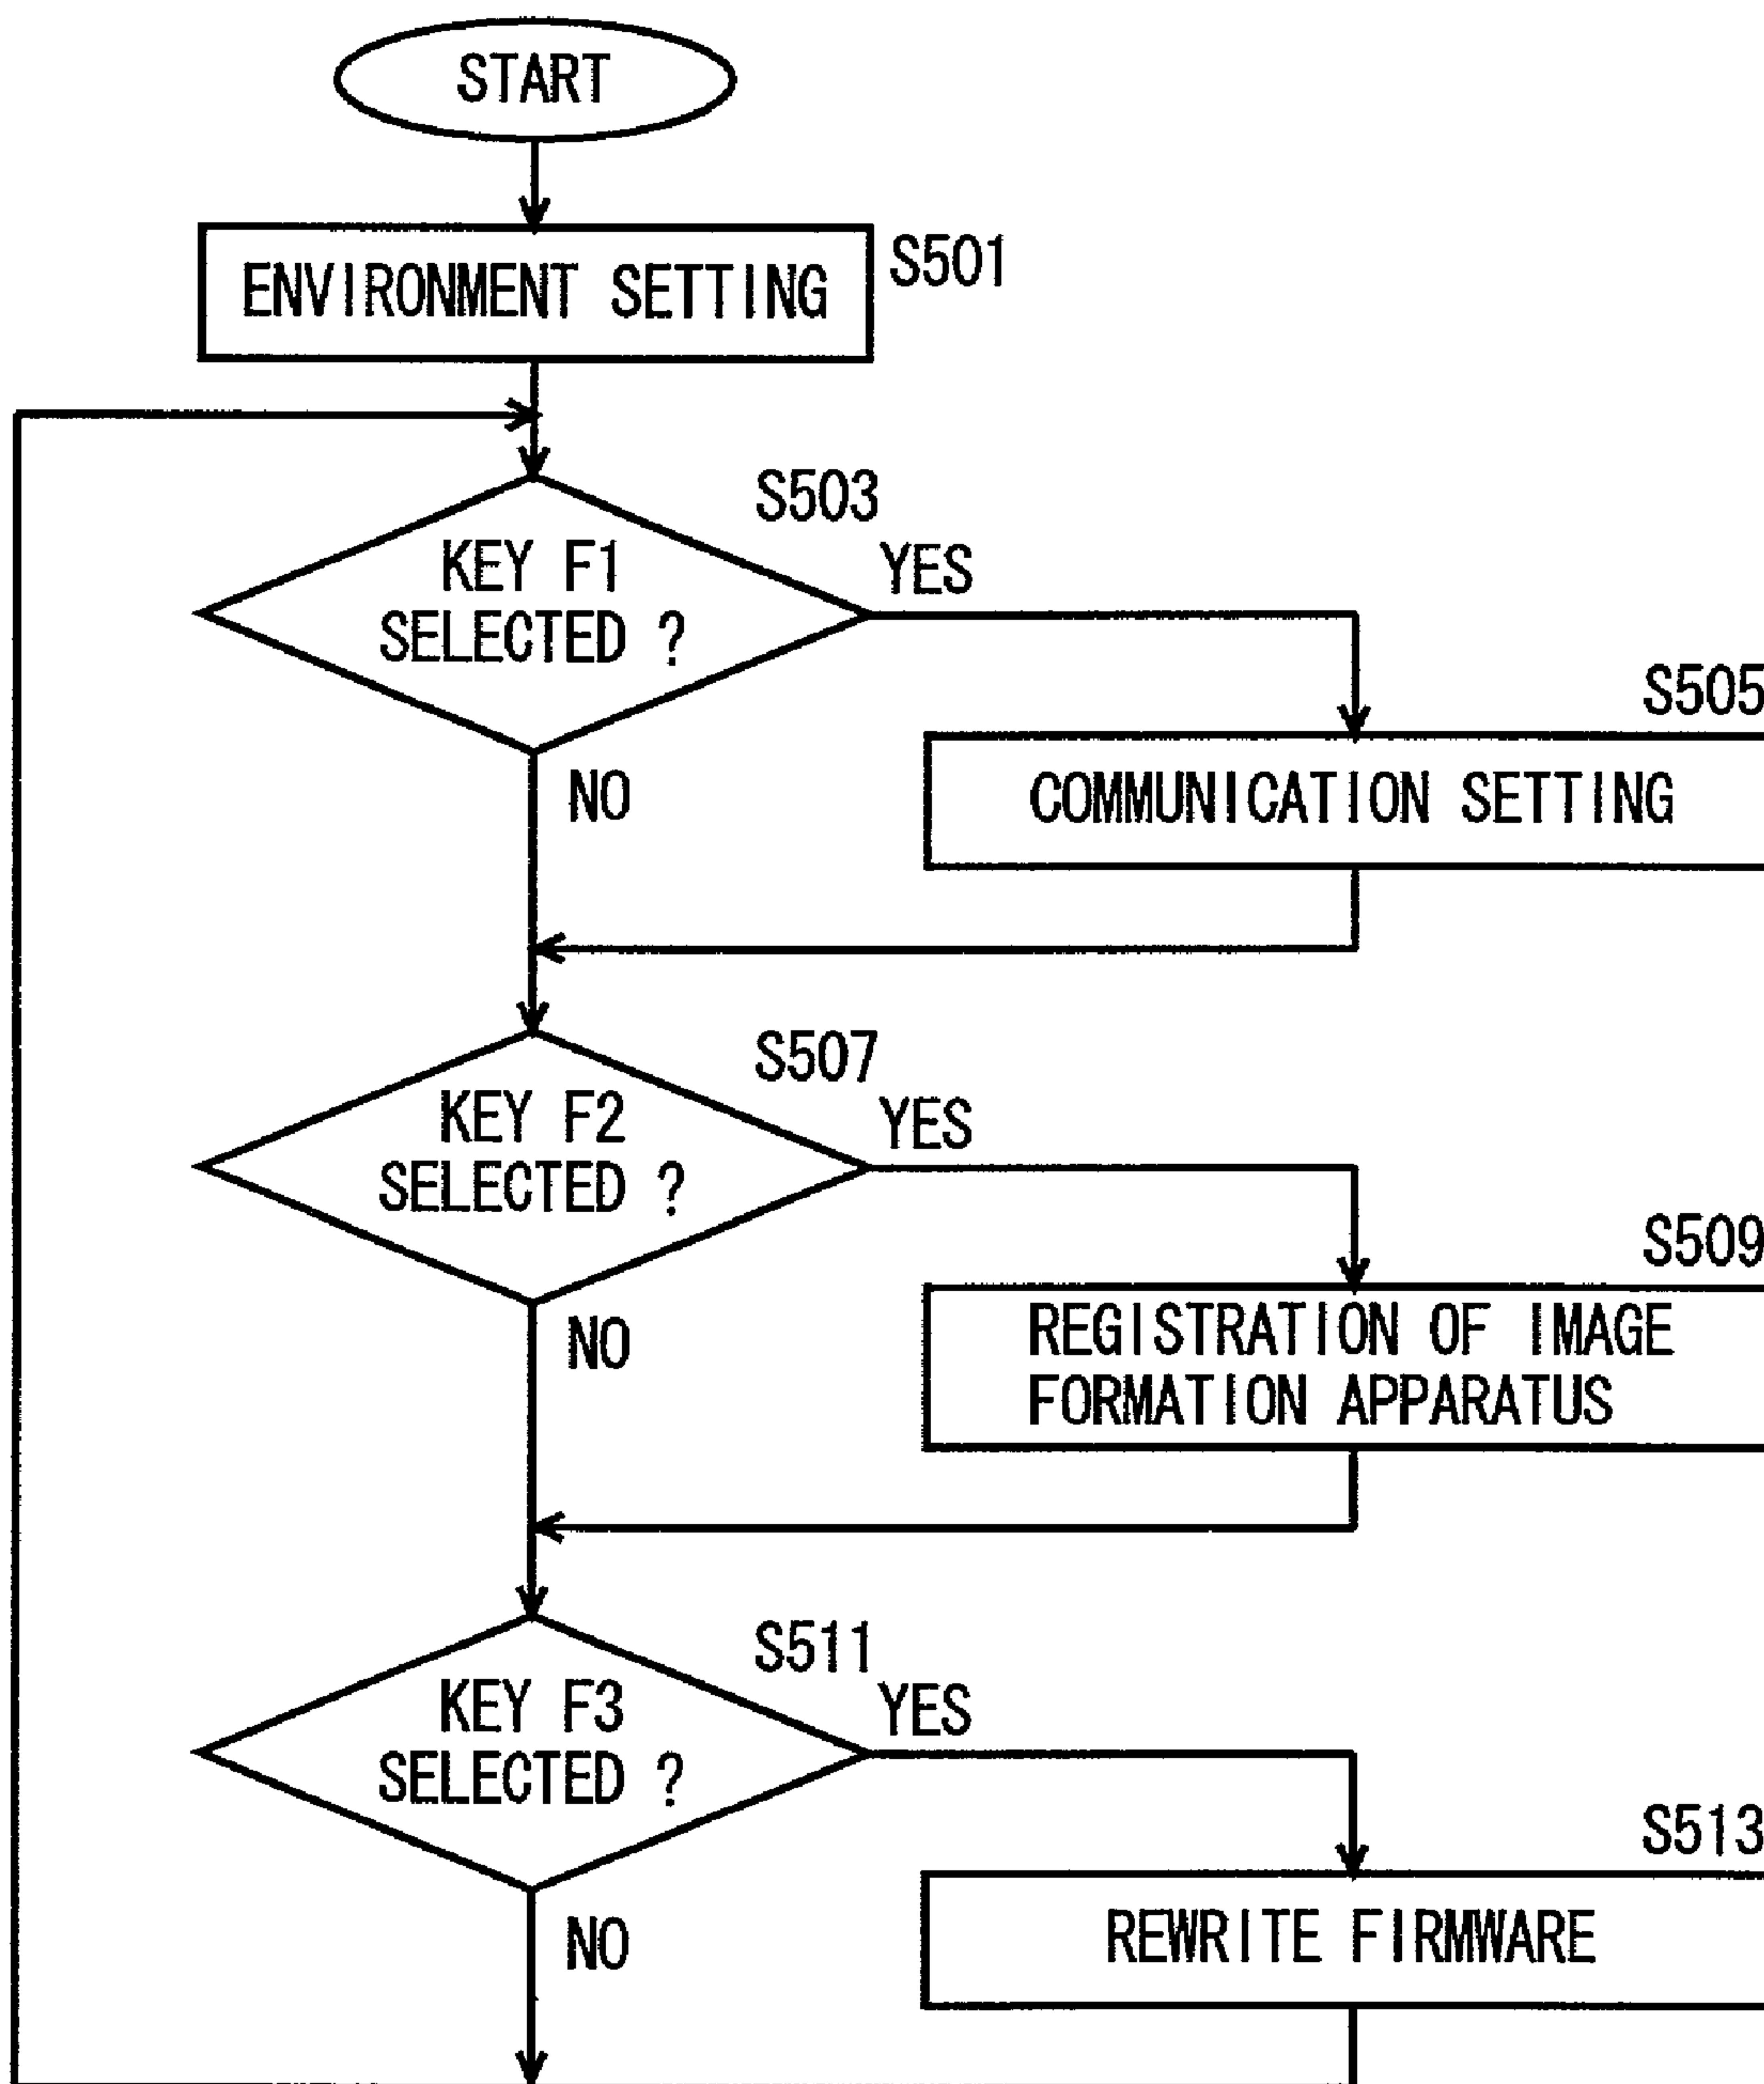 START
ENVIRONMENT SETTING
S501
S503
KEY F1
SELECTED ?
YES
NO
S505
COMMUNICATION SETTING
S507
KEY F2
SELECTED ?
YES
NO
S509
REGISTRATION OF IMAGE
FORMATION APPARATUS
S511
KEY F3
SELECTED ?
YES
NO
S513
REWRITE FIRMWARE